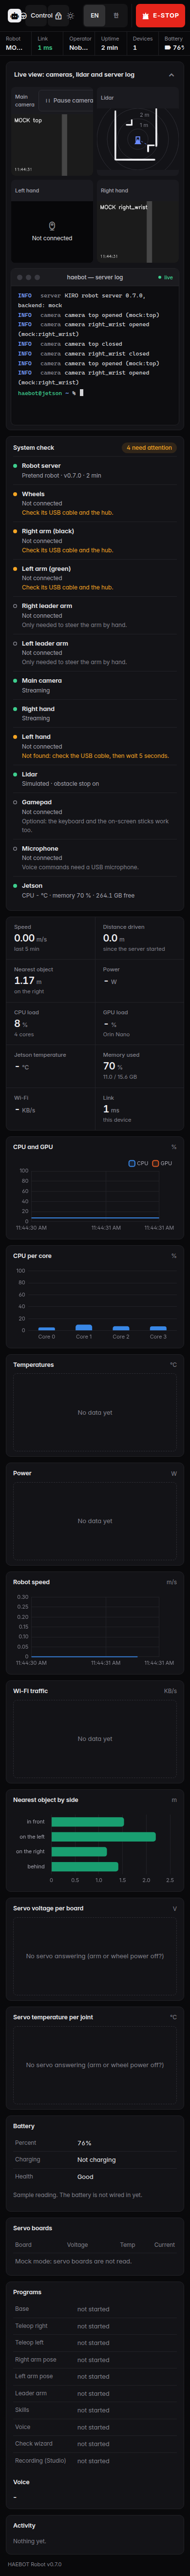 Control
EN
E-STOP
Robot
MO...
Link
1 ms
Operator
Nob...
Uptime
2 min
Devices
1
Battery
76%
Live view: cameras, lidar and server log
Main camera
Pause camera
MOCK top
11:44:31
Lidar
2 m
1 m
Left hand
Not connected
Right hand
MOCK right_wrist
11:44:31
haebot — server log
live
INFO server KIRO robot server 0.7.0,
backend: mock
INFO camera camera top opened (mock:top)
INFO camera camera right_wrist opened
(mock:right_wrist)
INFO camera camera top closed
INFO camera camera right_wrist closed
INFO camera camera top opened (mock:top)
INFO camera camera right_wrist opened
(mock:right_wrist)
haebot@jetson ~ %
System check
4 need attention
Robot server
Pretend robot · v0.7.0 · 2 min
Wheels
Not connected
Check its USB cable and the hub.
Right arm (black)
Not connected
Check its USB cable and the hub.
Left arm (green)
Not connected
Check its USB cable and the hub.
Right leader arm
Not connected
Only needed to steer the arm by hand.
Left leader arm
Not connected
Only needed to steer the arm by hand.
Main camera
Streaming
Right hand
Streaming
Left hand
Not connected
Not found: check the USB cable, then wait 5 seconds.
Lidar
Simulated · obstacle stop on
Gamepad
Not connected
Optional: the keyboard and the on-screen sticks work
too.
Microphone
Not connected
Voice commands need a USB microphone.
Jetson
CPU - °C · memory 70 % · 264.1 GB free
Speed
0.00 m/s
last 5 min
Distance driven
0.0 m
since the server started
Nearest object
1.17 m
on the right
Power
- W
CPU load
8 %
4 cores
GPU load
- %
Orin Nano
Jetson temperature
- °C
Memory used
70 %
11.0 / 15.6 GB
Wi-Fi
- KB/s
Link
1 ms
this device
CPU and GPU
%
CPU
GPU
100
80
60
40
20
0
11:44:30 AM
11:44:31 AM
11:44:31 AM
CPU per core
%
100
80
60
40
20
0
Core 0
Core 1
Core 2
Core 3
Temperatures
°C
No data yet
Power
W
No data yet
Robot speed
m/s
0.30
0.25
0.20
0.15
0.10
0.05
0
11:44:30 AM
11:44:31 AM
11:44:31 AM
Wi-Fi traffic
KB/s
No data yet
Nearest object by side
m
in front
on the left
on the right
behind
0
0.5
1.0
1.5
2.0
2.5
Servo voltage per board
V
No servo answering (arm or wheel power off?)
Servo temperature per joint
°C
No servo answering (arm or wheel power off?)
Battery
Percent
76%
Charging
Not charging
Health
Good
Sample reading. The battery is not wired in yet.
Servo boards
Board
Voltage
Temp
Current
Mock mode: servo boards are not read.
Programs
Base
not started
Teleop right
not started
Teleop left
not started
Right arm pose
not started
Left arm pose
not started
Leader arm
not started
Skills
not started
Voice
not started
Check wizard
not started
Recording (Studio)
not started
Voice
-
Activity
Nothing yet.
HAEBOT Robot v0.7.0